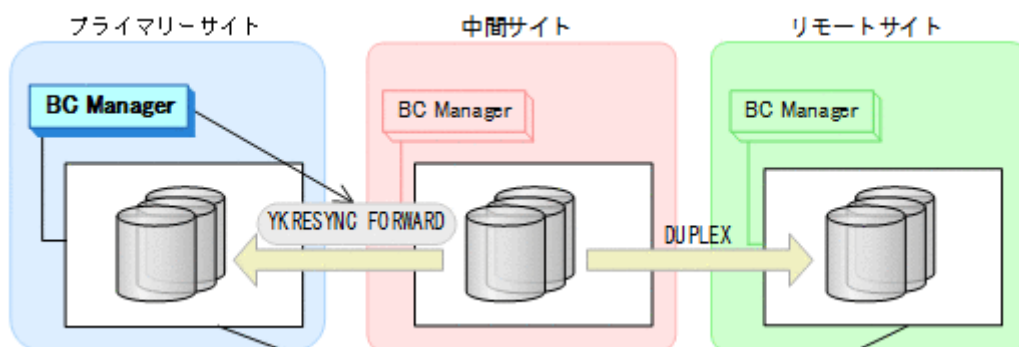 プライマリーサイト
中間サイト
リモートサイト
BC Manager
BC Manager
BC Manager
YKRESYNC FORWARD
DUPLEX